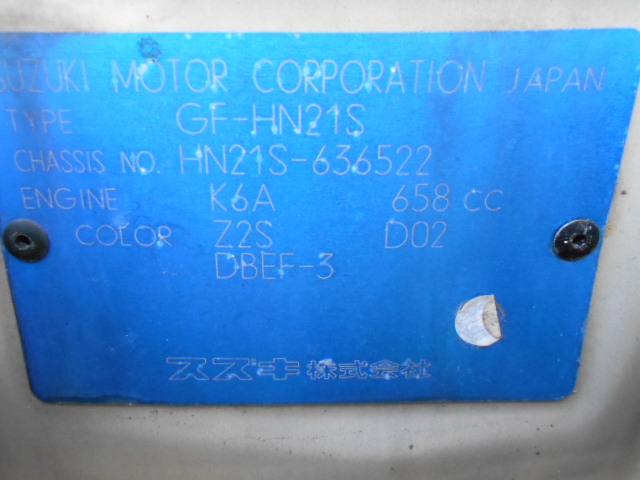 SUZUKI MOTOR CORPORATION JAPAN
TYPE GF-HN21S
CHASSIS NO. HN21S-636522
ENGINE K6A 658 CC
COLOR Z2S D02
DBEF-3
スズキ株式会社